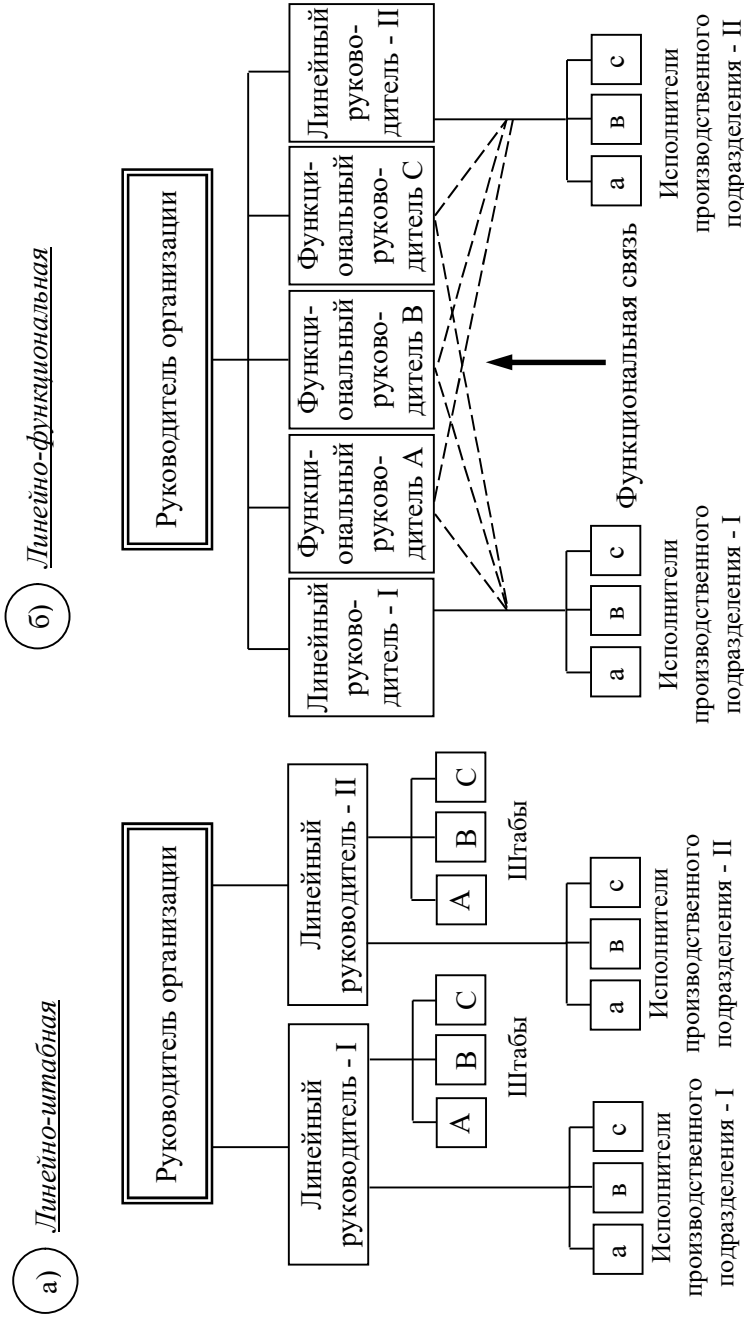 а) Линейно-штабная
Руководитель организации
Линейный
руководитель - I
Линейный
руководитель - II
А
В
С
Штабы
А
В
С
Штабы
а
в
с
Исполнители
производственного
подразделения - I
а
в
с
Исполнители
производственного
подразделения - II
б) Линейно-функциональная
Руководитель организации
Линейный
руково-
дитель - I
Функци-
ональный
руково-
дитель А
Функци-
ональный
руково-
дитель В
Функци-
ональный
руково-
дитель С
Линейный
руково-
дитель - II
Функциональная связь
а
в
с
Исполнители
производственного
подразделения - I
а
в
с
Исполнители
производственного
подразделения - II